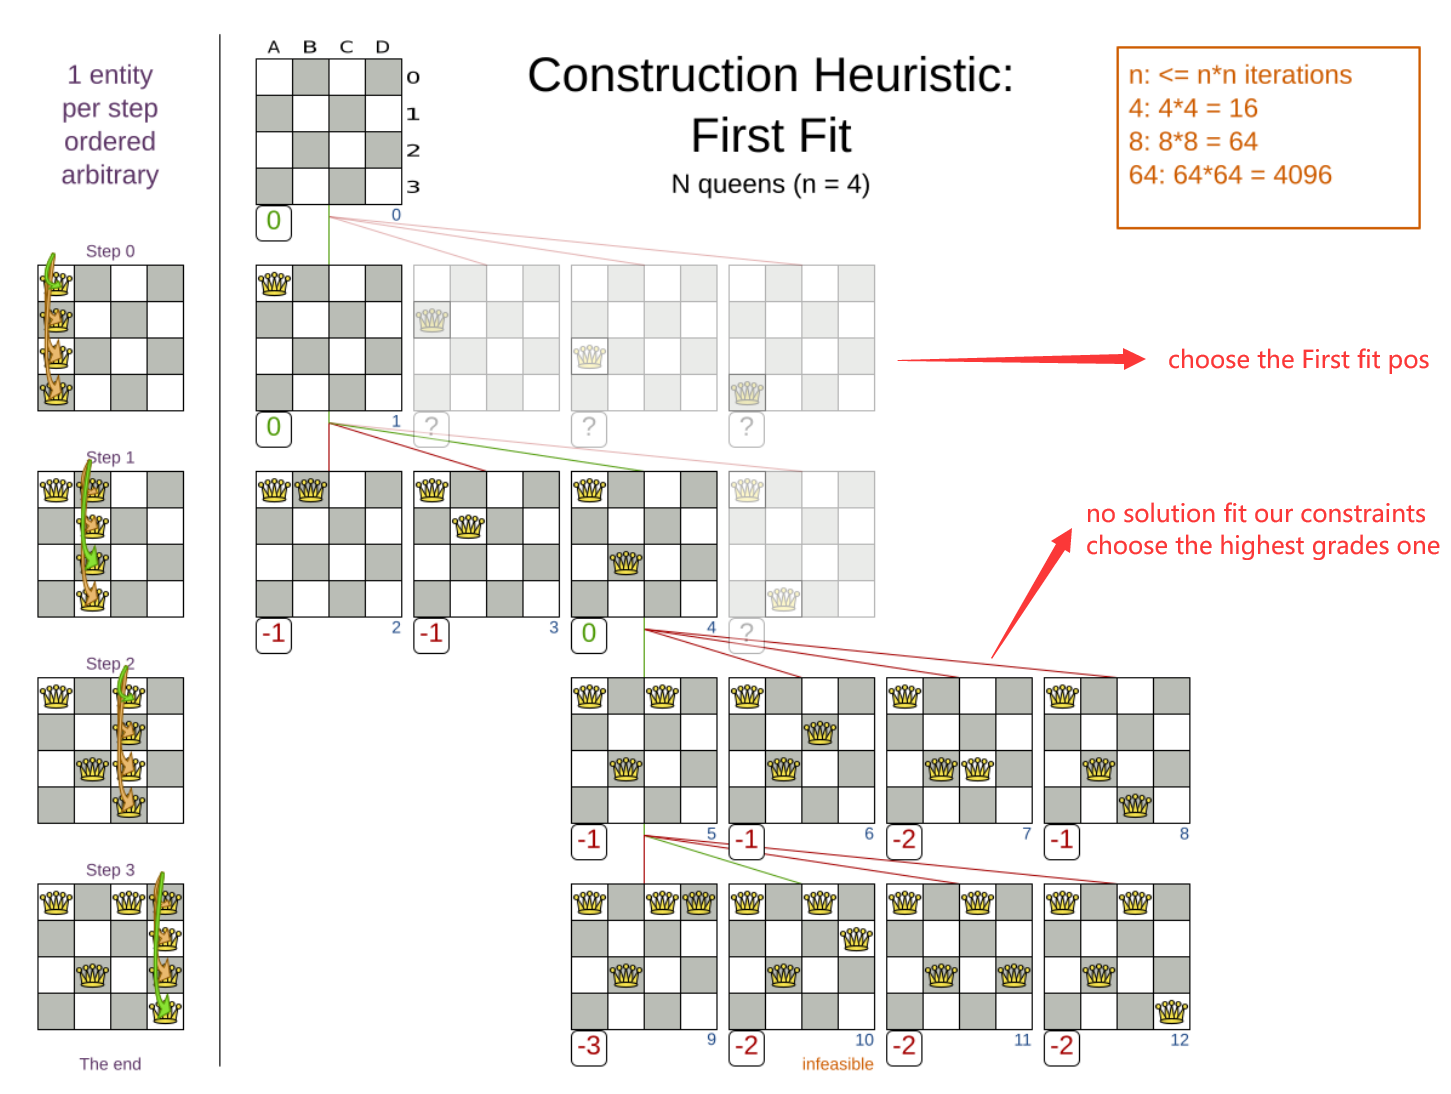 1 entity
per step
ordered
arbitrary
A B C D
0
1
2
3
0
0
Construction Heuristic:
First Fit
N queens (n = 4)
n: <= n*n iterations
4: 4*4 = 16
8: 8*8 = 64
64: 64*64 = 4096
Step 0
0
1
?
?
?
choose the First fit pos
Step 1
-1
2
-1
3
0
4
?
no solution fit our constraints
choose the highest grades one
Step 2
-1
5
-1
6
-2
7
-1
8
Step 3
-3
9
-2
10
infeasible
-2
11
-2
12
The end